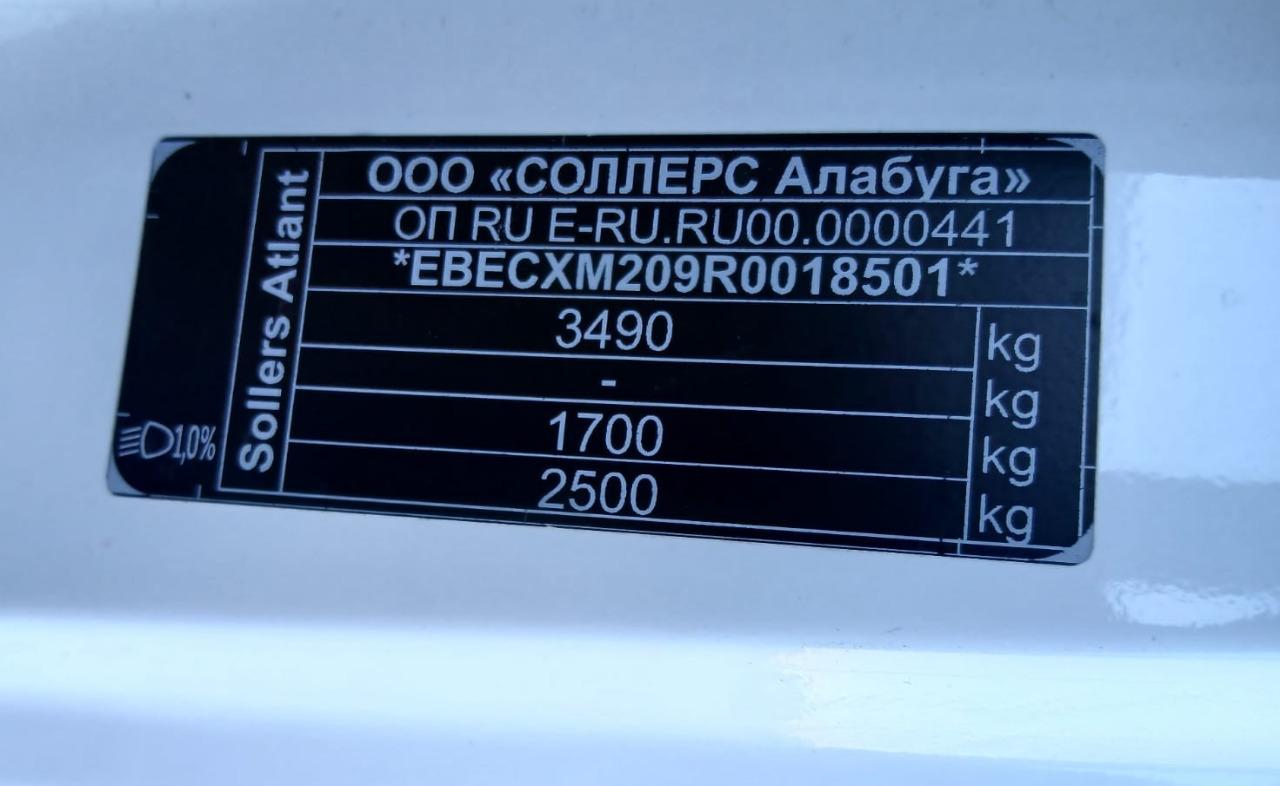 ООО «СОЛЛЕРС Алабуга»
ОП RU E-RU.RU00.0000441
*EBECXM209R0018501*
3490 kg
- kg
1700 kg
2500 kg
Sollers Atlant
1,0%